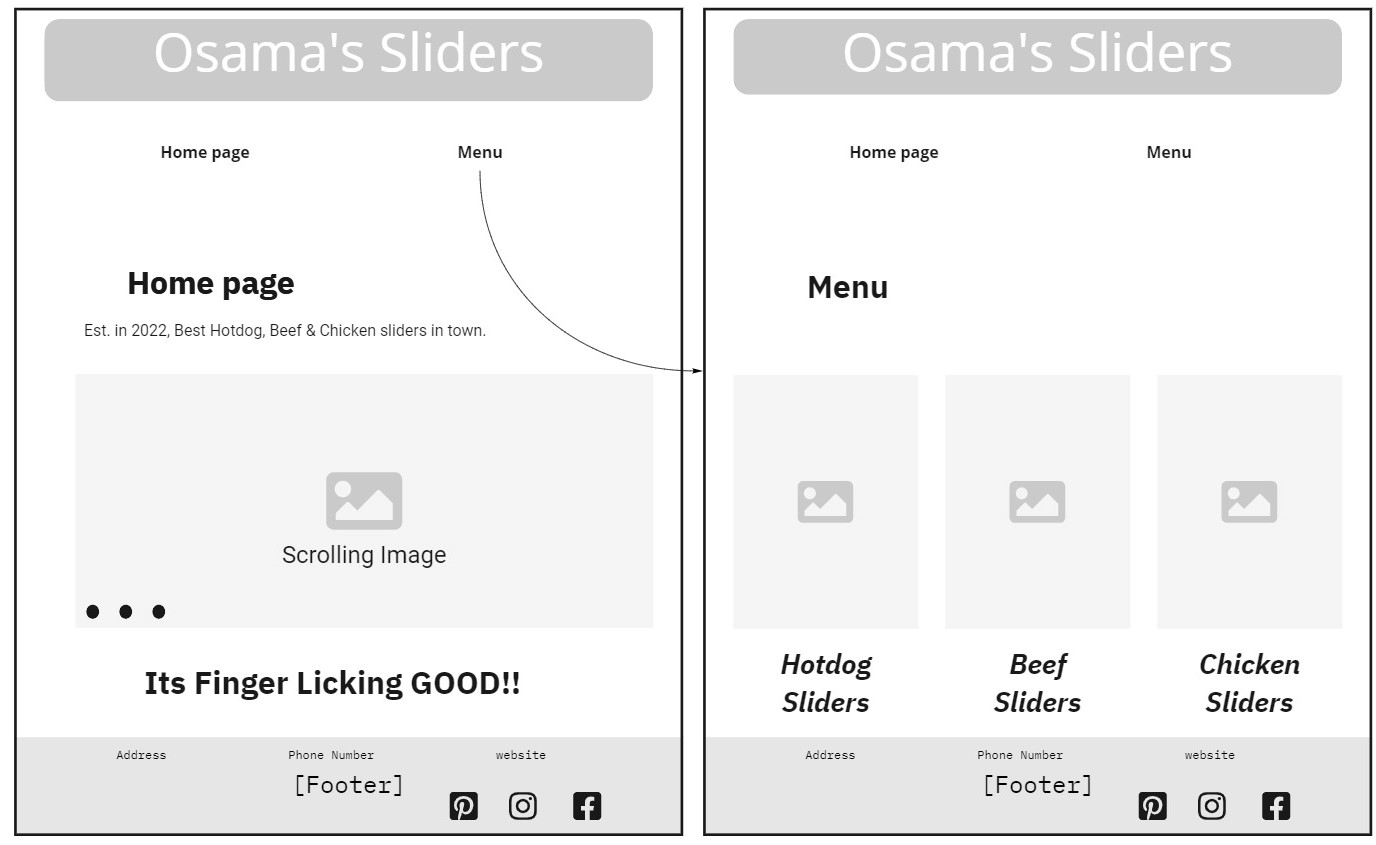 Osama's Sliders
Home page
Menu
Home page
Est. in 2022, Best Hotdog, Beef & Chicken sliders in town.
Scrolling Image
Its Finger Licking GOOD!!
Address
Phone Number
website
[Footer]
Osama's Sliders
Home page
Menu
Menu
Hotdog
Sliders
Beef
Sliders
Chicken
Sliders
Address
Phone Number
website
[Footer]